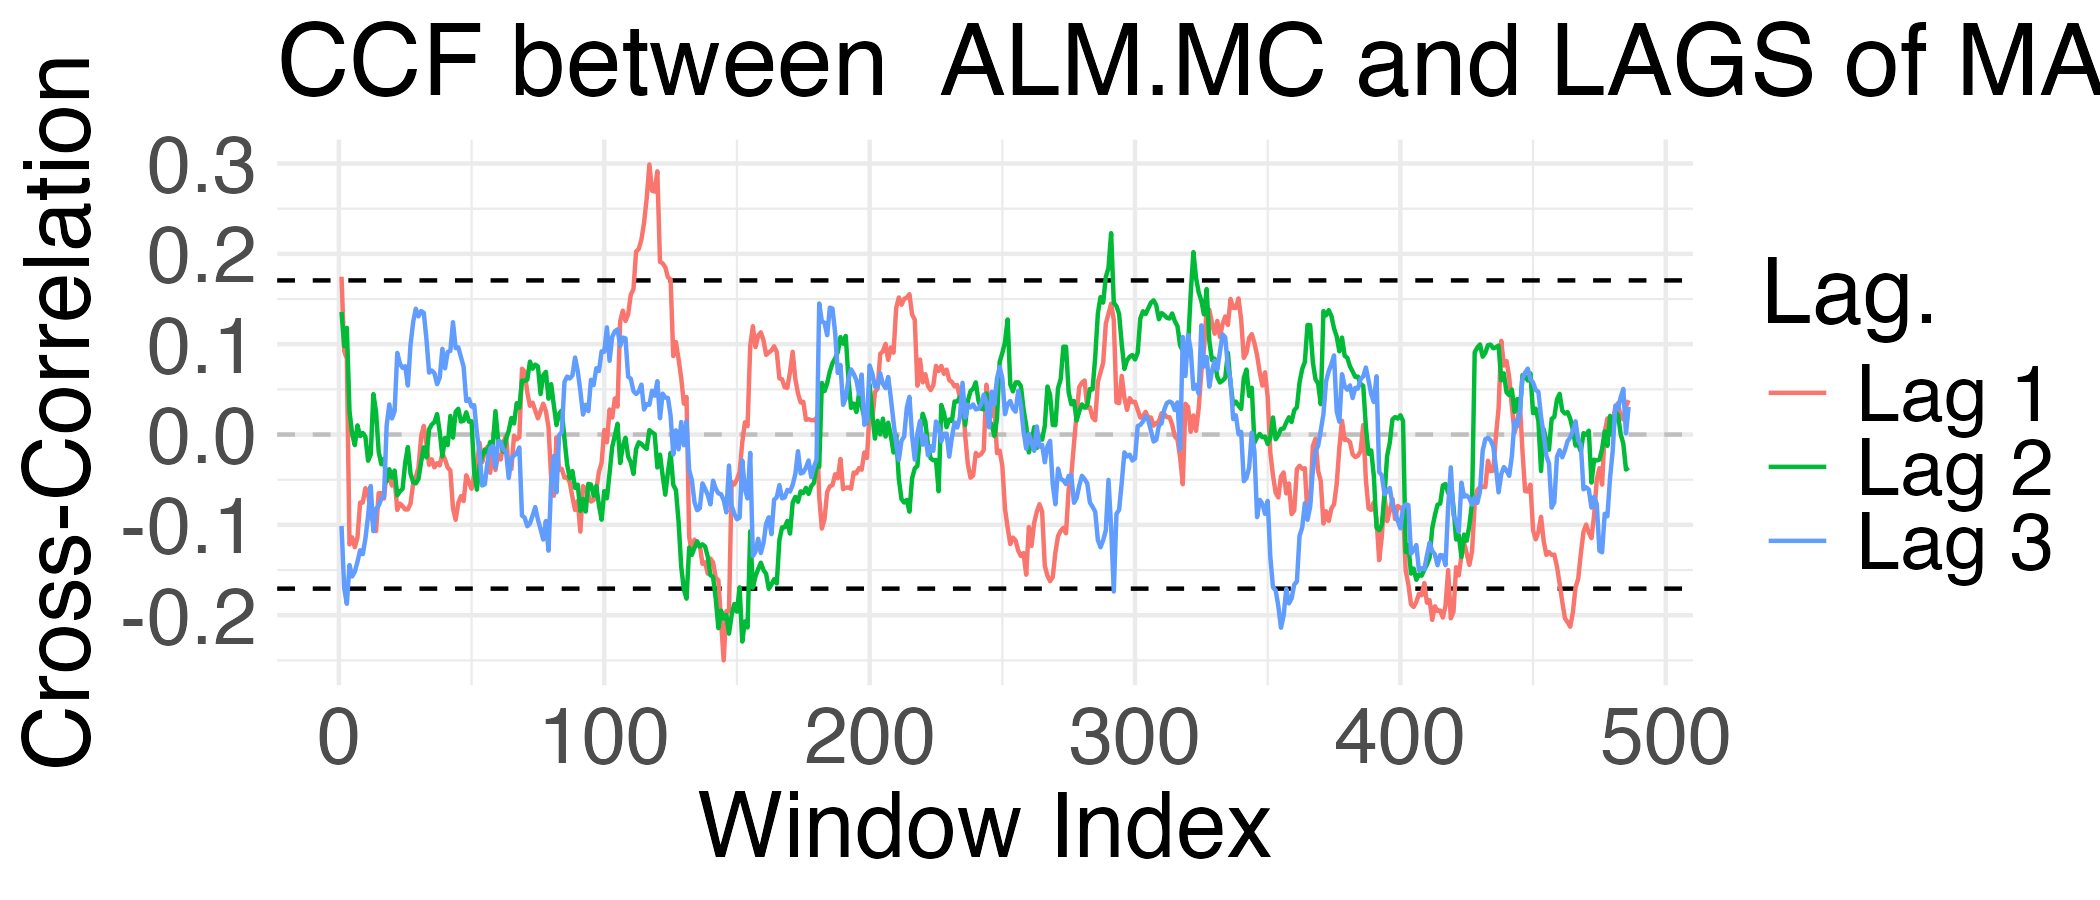 CCF between ALM.MC and LAGS of MA
Cross-Correlation
0.3
0.2
0.1
0.0
-0.1
-0.2
0 100 200 300 400 500
Window Index
Lag.
Lag 1
Lag 2
Lag 3